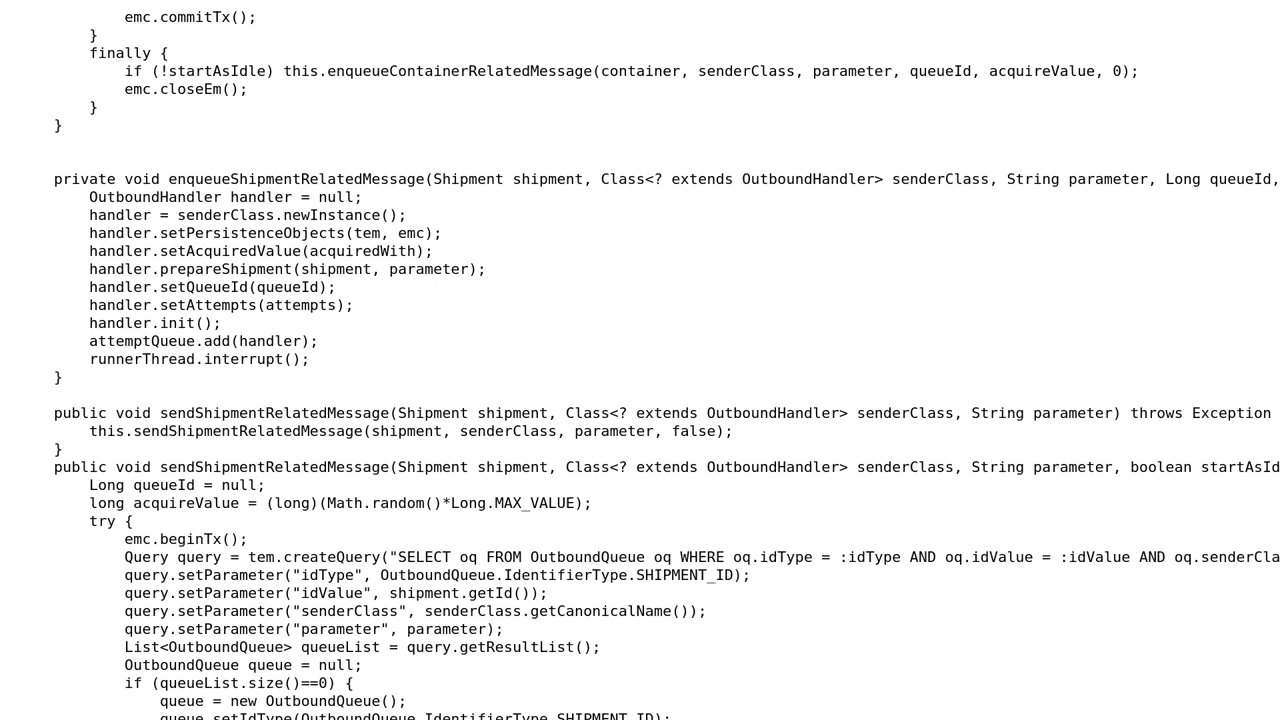 emc.commitTx();
}
finally {
if (!startAsIdle) this.enqueueContainerRelatedMessage(container, senderClass, parameter, queueId, acquireValue, 0);
emc.closeEm();
}
}
private void enqueueShipmentRelatedMessage(Shipment shipment, Class<? extends OutboundHandler> senderClass, String parameter, Long queueId,
OutboundHandler handler = null;
handler = senderClass.newInstance();
handler.setPersistenceObjects(tem, emc);
handler.setAcquiredValue(acquiredWith);
handler.prepareShipment(shipment, parameter);
handler.setQueueId(queueId);
handler.setAttempts(attempts);
handler.init();
attemptQueue.add(handler);
runnerThread.interrupt();
}
public void sendShipmentRelatedMessage(Shipment shipment, Class<? extends OutboundHandler> senderClass, String parameter) throws Exception
this.sendShipmentRelatedMessage(shipment, senderClass, parameter, false);
}
public void sendShipmentRelatedMessage(Shipment shipment, Class<? extends OutboundHandler> senderClass, String parameter, boolean startAsId
Long queueId = null;
long acquireValue = (long)(Math.random()*Long.MAX_VALUE);
try {
emc.beginTx();
Query query = tem.createQuery("SELECT oq FROM OutboundQueue oq WHERE oq.idType = :idType AND oq.idValue = :idValue AND oq.senderCla
query.setParameter("idType", OutboundQueue.IdentifierType.SHIPMENT_ID);
query.setParameter("idValue", shipment.getId());
query.setParameter("senderClass", senderClass.getCanonicalName());
query.setParameter("parameter", parameter);
List<OutboundQueue> queueList = query.getResultList();
OutboundQueue queue = null;
if (queueList.size()==0) {
queue = new OutboundQueue();
queue.setIdType(OutboundQueue.IdentifierType.SHIPMENT_ID);